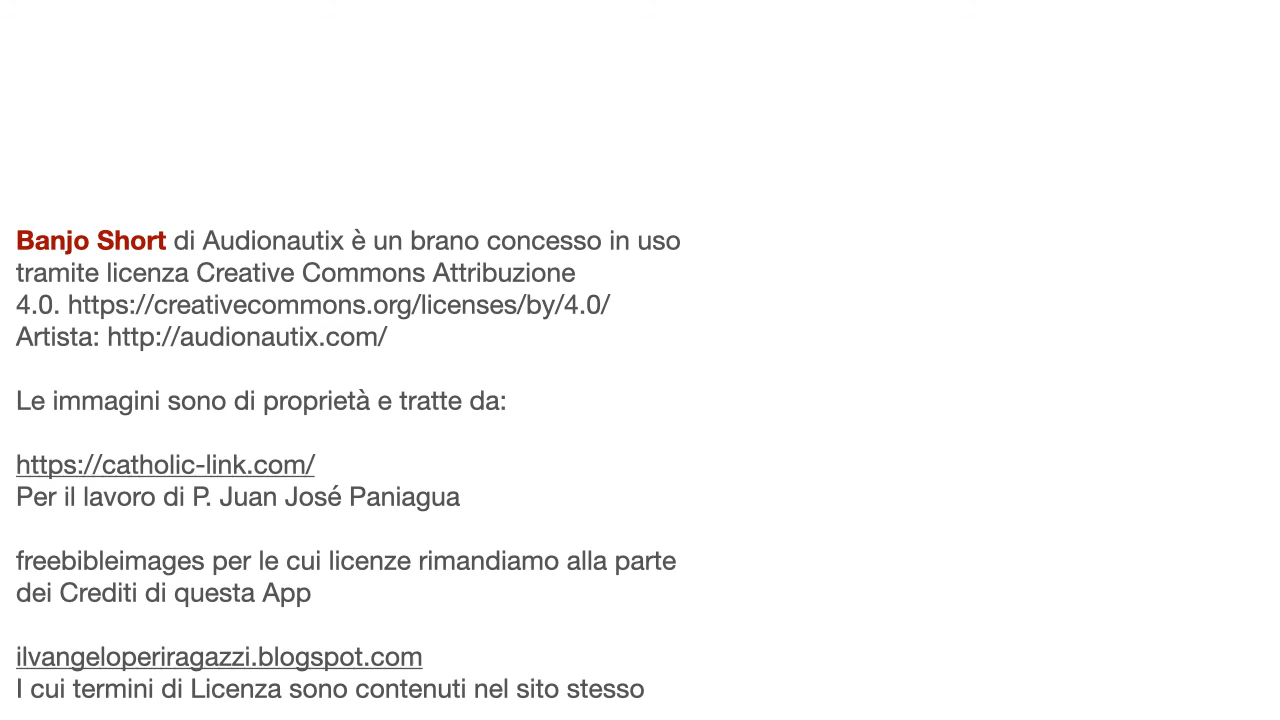 Banjo Short di Audionautix è un brano concesso in uso
tramite licenza Creative Commons Attribuzione
4.0. https://creativecommons.org/licenses/by/4.0/
Artista: http://audionautix.com/
Le immagini sono di proprietà e tratte da:
https://catholic-link.com/
Per il lavoro di P. Juan José Paniagua
freebibleimages per le cui licenze rimandiamo alla parte
dei Crediti di questa App
ilvangeloperiragazzi.blogspot.com
I cui termini di Licenza sono contenuti nel sito stesso